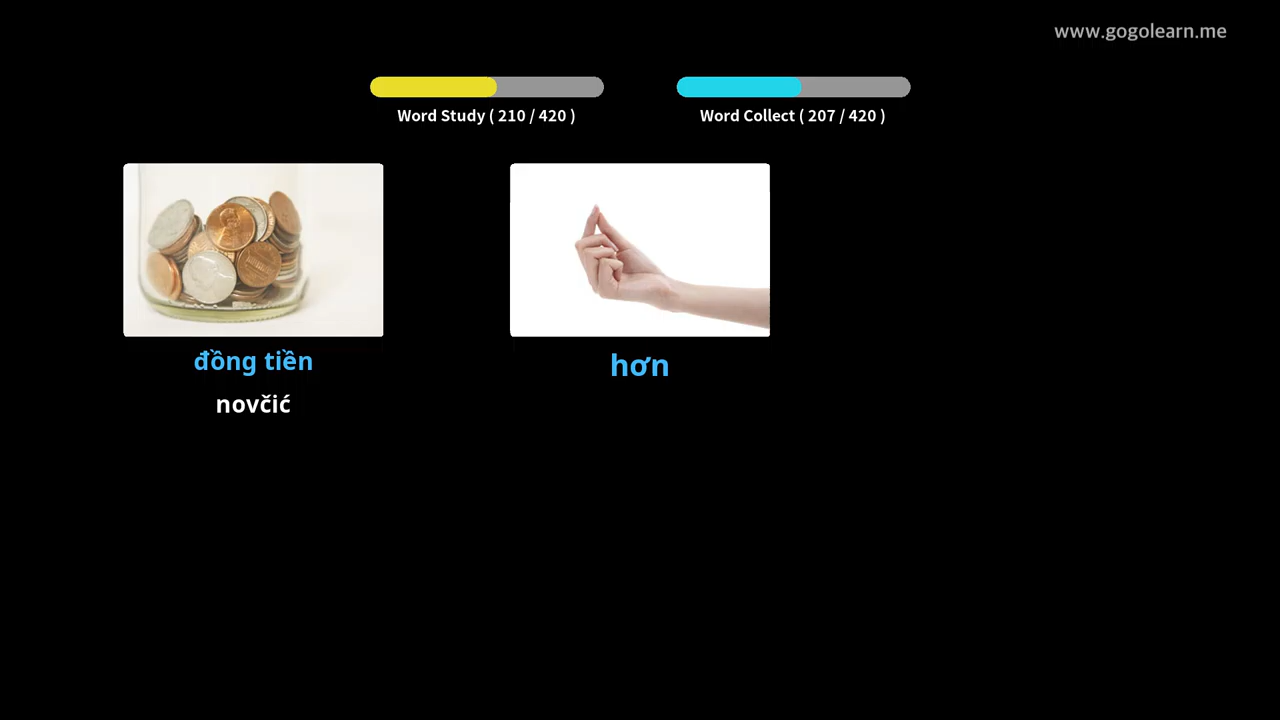 www.gogolearn.me
Word Study ( 210 / 420 )
Word Collect ( 207 / 420 )
đồng tiền
novčić
hơn